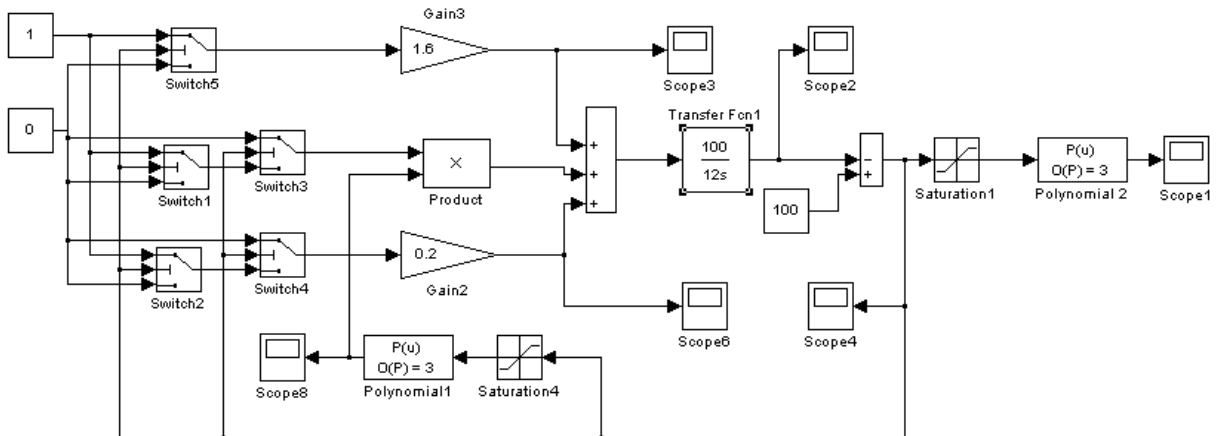 Gain3
1
1.6
Switch5
Scope3
Scope2
0
Transfer Fcn1
+
100
12s
−
+
P(u)
O(P) = 3
Switch1
Switch3
×
Product
+
100
Saturation1
Polynomial 2
Scope1
+
0.2
Switch2
Switch4
Gain2
P(u)
O(P) = 3
Scope6
Scope4
Scope8
Polynomial1
Saturation4